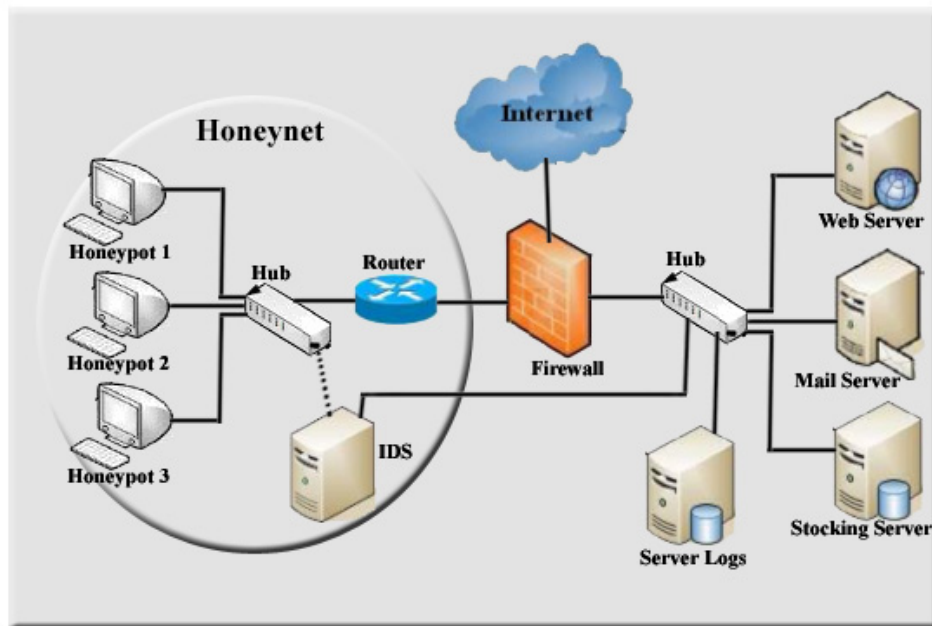 Honeynet
Internet
Honeypot 1
Honeypot 2
Honeypot 3
Hub
Router
IDS
Firewall
Hub
Web Server
Mail Server
Stocking Server
Server Logs